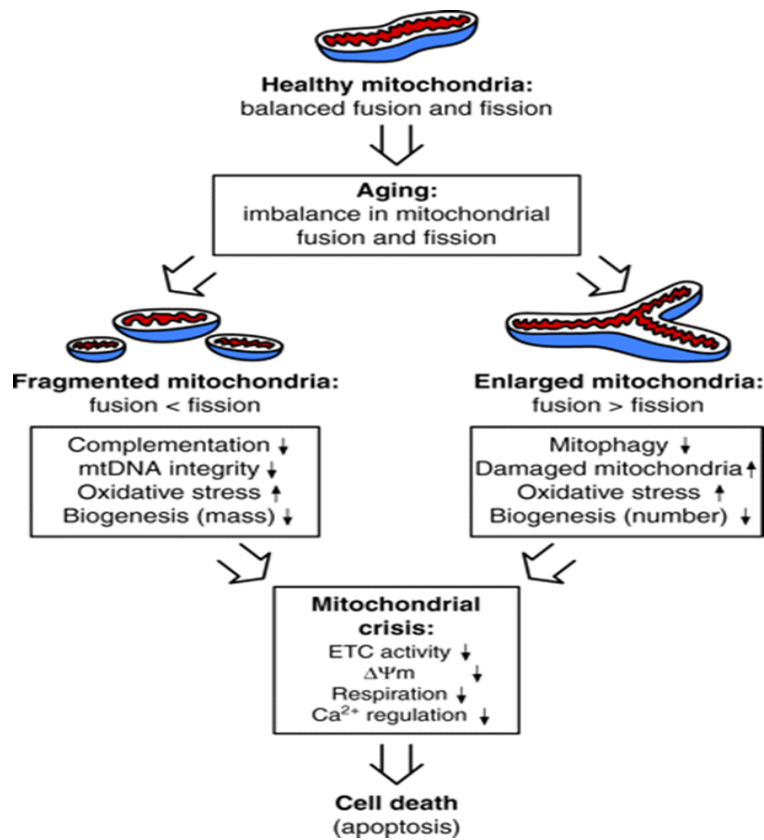 Healthy mitochondria:
balanced fusion and fission
Aging:
imbalance in mitochondrial
fusion and fission
Fragmented mitochondria:
fusion < fission
Complementation ↓
mtDNA integrity ↓
Oxidative stress ↑
Biogenesis (mass) ↓
Enlarged mitochondria:
fusion > fission
Mitophagy ↓
Damaged mitochondria ↑
Oxidative stress ↑
Biogenesis (number) ↓
Mitochondrial
crisis:
ETC activity ↓
ΔΨm ↓
Respiration ↓
Ca²⁺ regulation ↓
Cell death
(apoptosis)